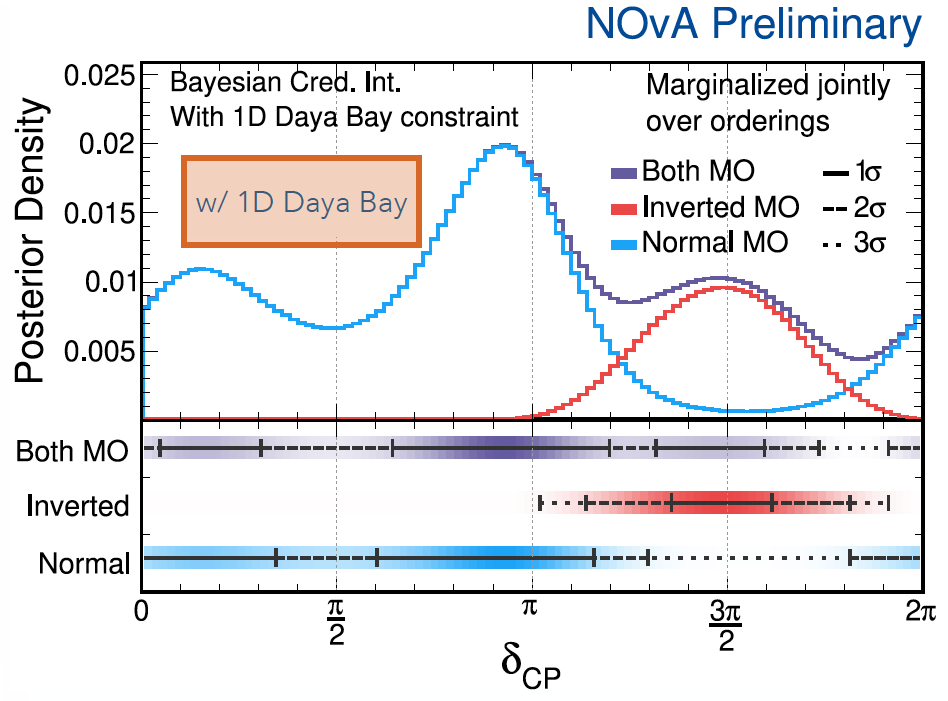 NOvA Preliminary
Bayesian Cred. Int.
With 1D Daya Bay constraint
w/ 1D Daya Bay
Marginalized jointly
over orderings
Both MO
Inverted MO
Normal MO
1σ
2σ
3σ
Posterior Density
0.025
0.02
0.015
0.01
0.005
Both MO
Inverted
Normal
0
π/2
π
3π/2
2π
δCP